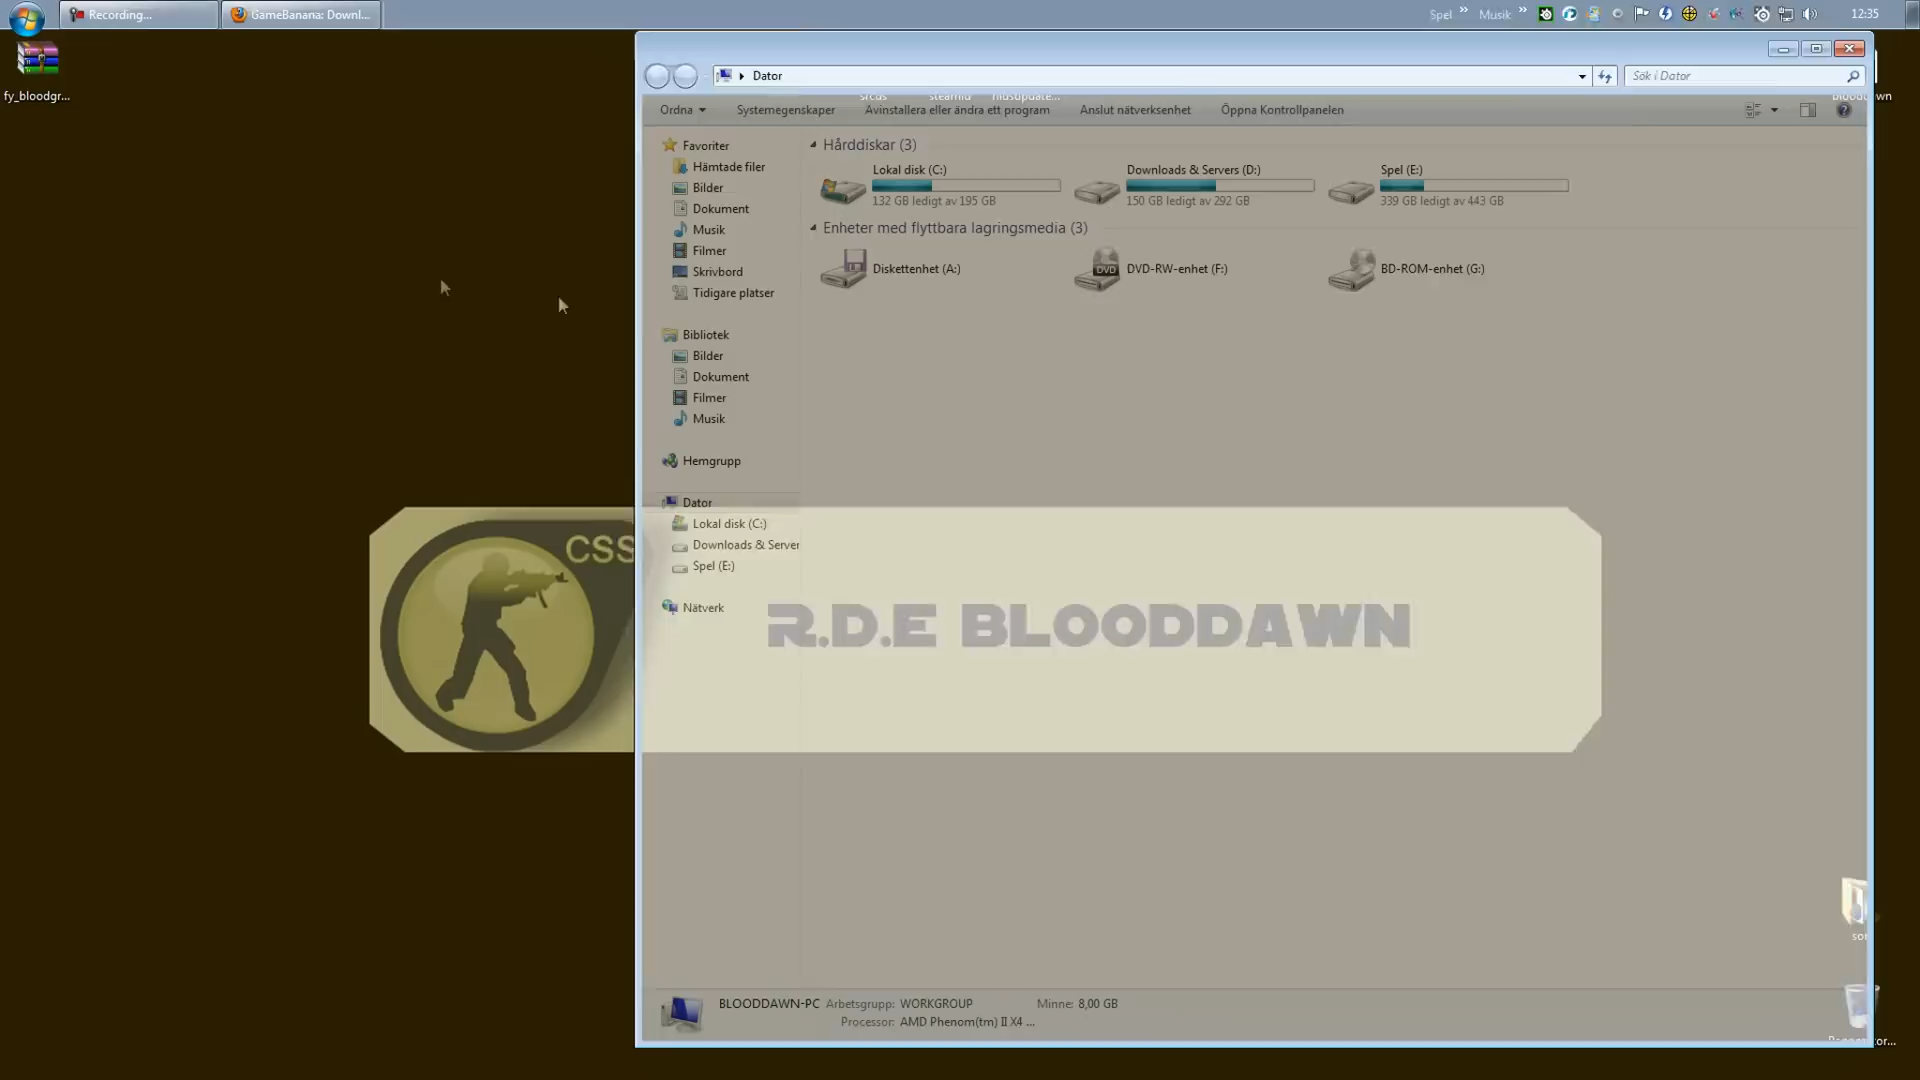 Recording...
GameBanana: Downl...
Spel »
Musik »
12:35
fy_bloodgr...
Dator
Sök i Dator
srcds
steamid
hldsupdate...
Ordna
Systemegenskaper
Avinstallera eller ändra ett program
Anslut nätverksenhet
Öppna Kontrollpanelen
Favoriter
Hämtade filer
Bilder
Dokument
Musik
Filmer
Skrivbord
Tidigare platser
Bibliotek
Bilder
Dokument
Filmer
Musik
Hemgrupp
Dator
Lokal disk (C:)
Downloads & Server
Spel (E:)
Nätverk
Hårddiskar (3)
Lokal disk (C:)
132 GB ledigt av 195 GB
Downloads & Servers (D:)
150 GB ledigt av 292 GB
Spel (E:)
339 GB ledigt av 443 GB
Enheter med flyttbara lagringsmedia (3)
Diskettenhet (A:)
DVD
DVD-RW-enhet (F:)
BD-ROM-enhet (G:)
CSS
R.D.E BLOODDAWN
BLOODDAWN-PC
Arbetsgrupp: WORKGROUP
Minne: 8,00 GB
Processor: AMD Phenom(tm) II X4 ...